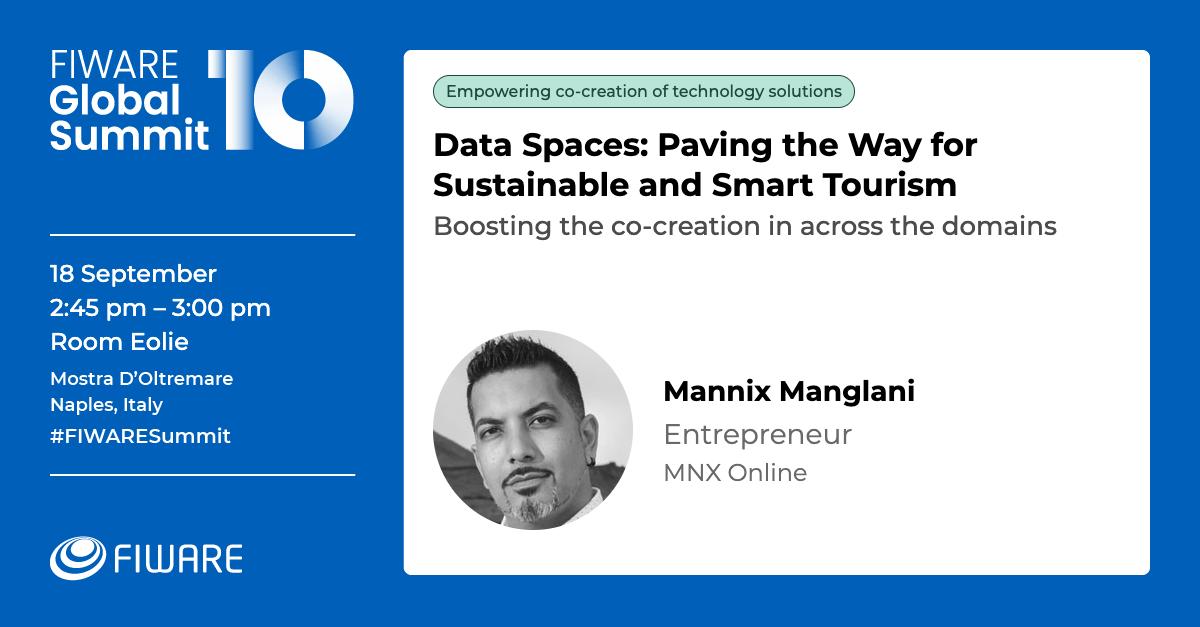 FIWARE
Global
Summit
10
18 September
2:45 pm – 3:00 pm
Room Eolie
Mostra D’Oltremare
Naples, Italy
#FIWARESummit
FIWARE
Empowering co-creation of technology solutions
Data Spaces: Paving the Way for
Sustainable and Smart Tourism
Boosting the co-creation in across the domains
Mannix Manglani
Entrepreneur
MNX Online